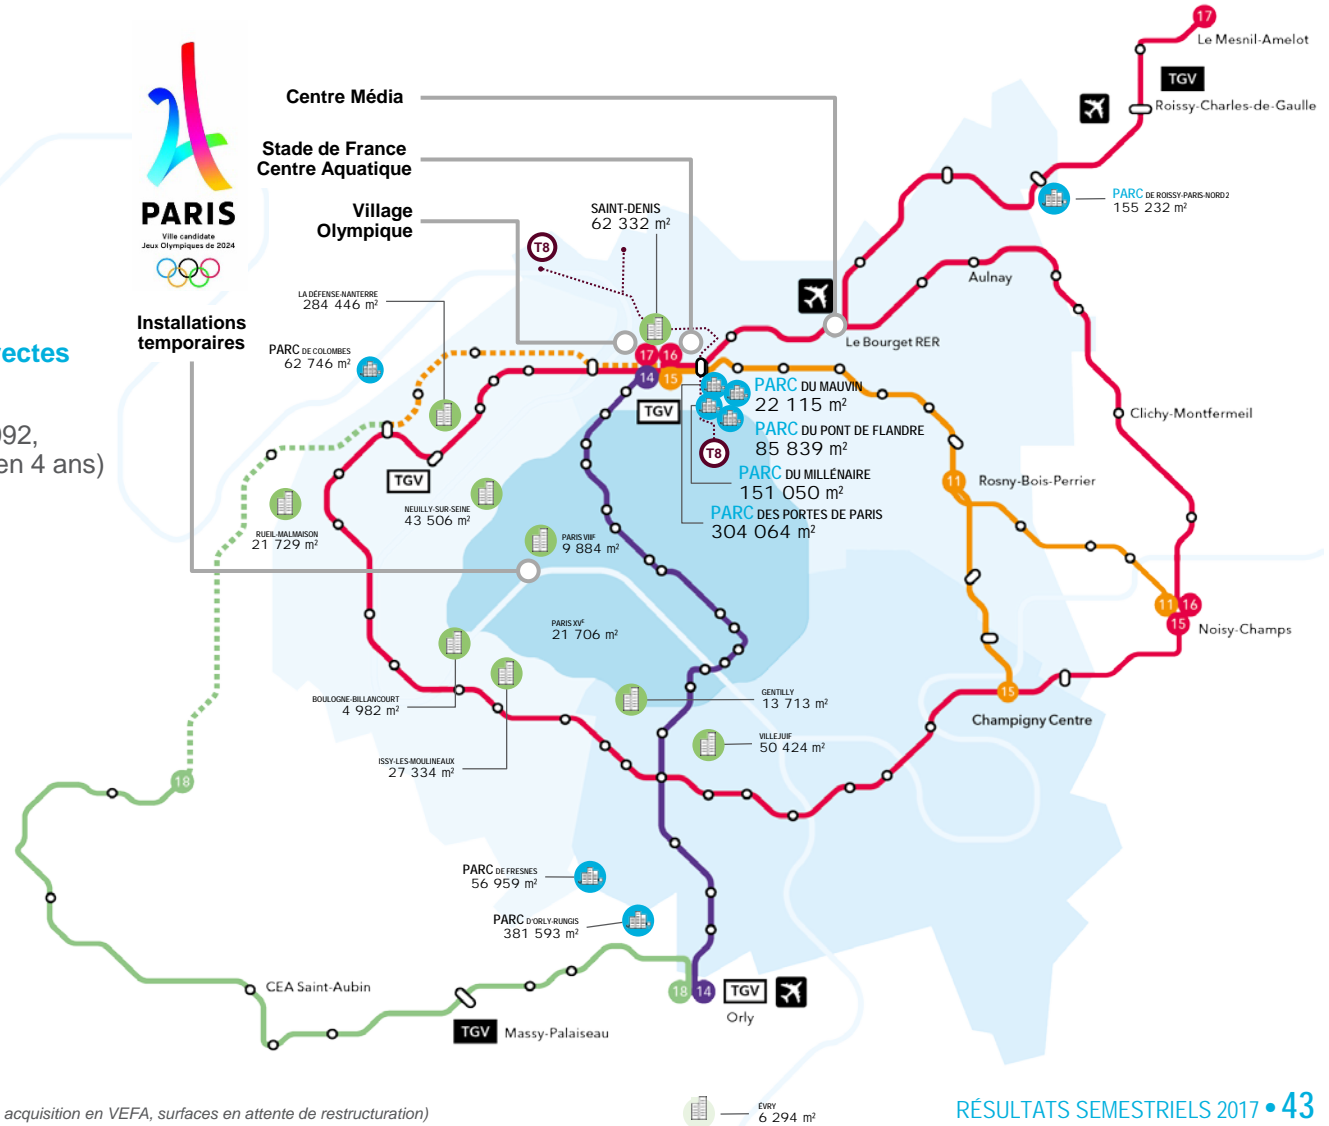 17
Le Mesnil-Amelot
TGV
Roissy-Charles-de-Gaulle
PARC DE ROISSY-PARIS-NORD 2
155 232 m²
PARIS
Ville candidate
Jeux Olympiques de 2024
Centre Média
Stade de France
Centre Aquatique
Village
Olympique
SAINT-DENIS
62 332 m²
T8
LA DÉFENSE-NANTERRE
284 446 m²
Installations
temporaires
PARC DE COLOMBES
62 746 m²
ectes
992,
en 4 ans)
Aulnay
Le Bourget RER
17 16
14 15
TGV
PARC DU MAUVIN
22 115 m²
PARC DU PONT DE FLANDRE
85 839 m²
T8
PARC DU MILLÉNAIRE
151 050 m²
PARC DES PORTES DE PARIS
304 064 m²
Clichy-Montfermeil
11
Rosny-Bois-Perrier
TGV
NEUILLY-SUR-SEINE
43 506 m²
RUEIL-MALMAISON
21 729 m²
PARIS VIIIE
9 884 m²
PARIS XVE
21 706 m²
11 16
15
Noisy-Champs
BOULOGNE-BILLANCOURT
4 982 m²
GENTILLY
13 713 m²
15
Champigny Centre
VILLEJUIF
50 424 m²
ISSY-LES-MOULINEAUX
27 334 m²
18
PARC DE FRESNES
56 959 m²
PARC D'ORLY-RUNGIS
381 593 m²
CEA Saint-Aubin
18 14
TGV
Orly
TGV
Massy-Palaiseau
acquisition en VEFA, surfaces en attente de restructuration)
ÉVRY
6 294 m²
RÉSULTATS SEMESTRIELS 2017 • 43